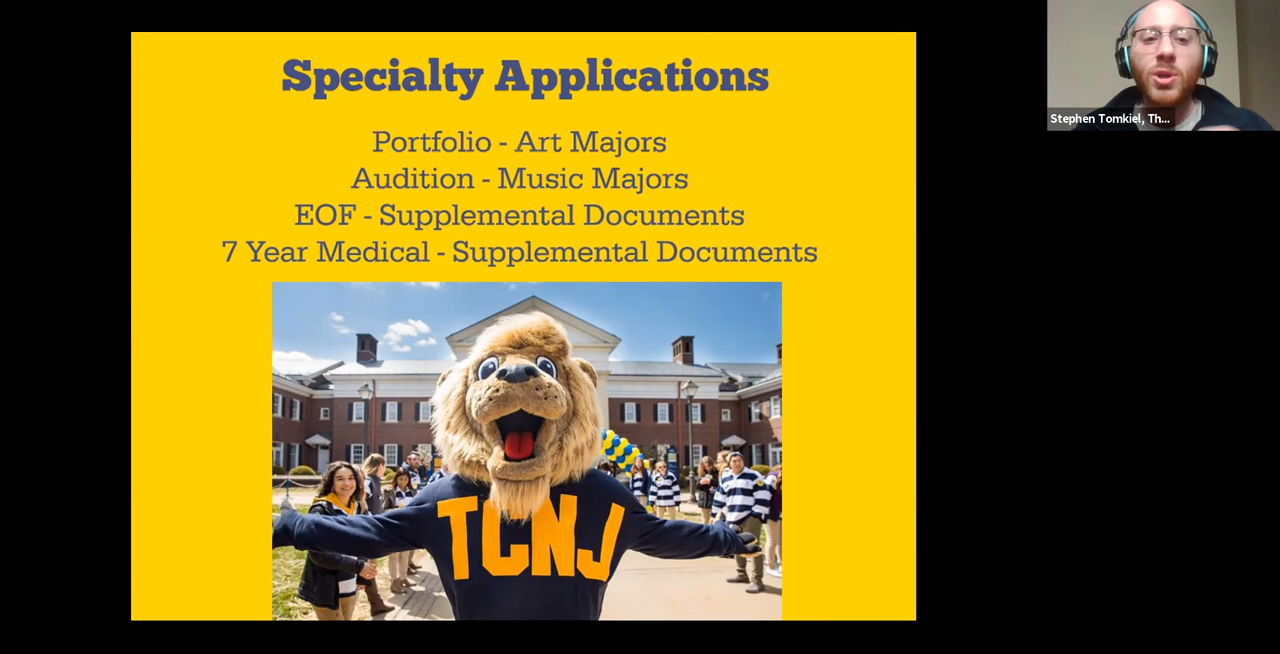 Specialty Applications
Portfolio - Art Majors
Audition - Music Majors
EOF - Supplemental Documents
7 Year Medical - Supplemental Documents
TCNJ
Stephen Tomkiel, Th...